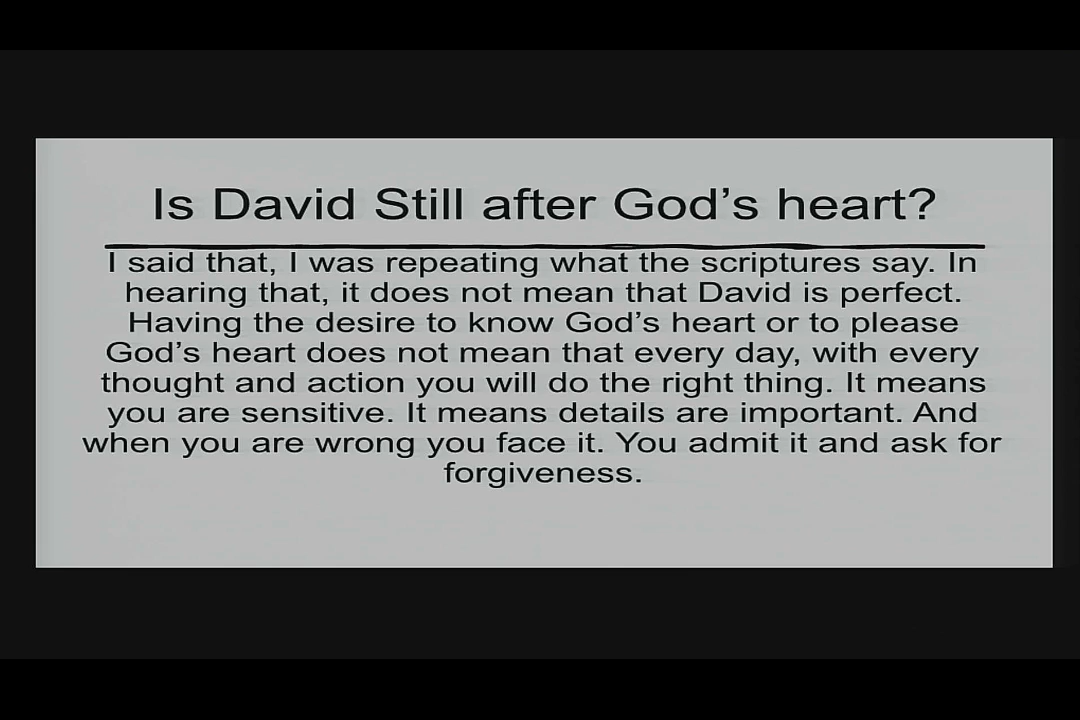 Is David Still after God's heart?
I said that, I was repeating what the scriptures say. In
hearing that, it does not mean that David is perfect.
Having the desire to know God's heart or to please
God's heart does not mean that every day, with every
thought and action you will do the right thing. It means
you are sensitive. It means details are important. And
when you are wrong you face it. You admit it and ask for
forgiveness.